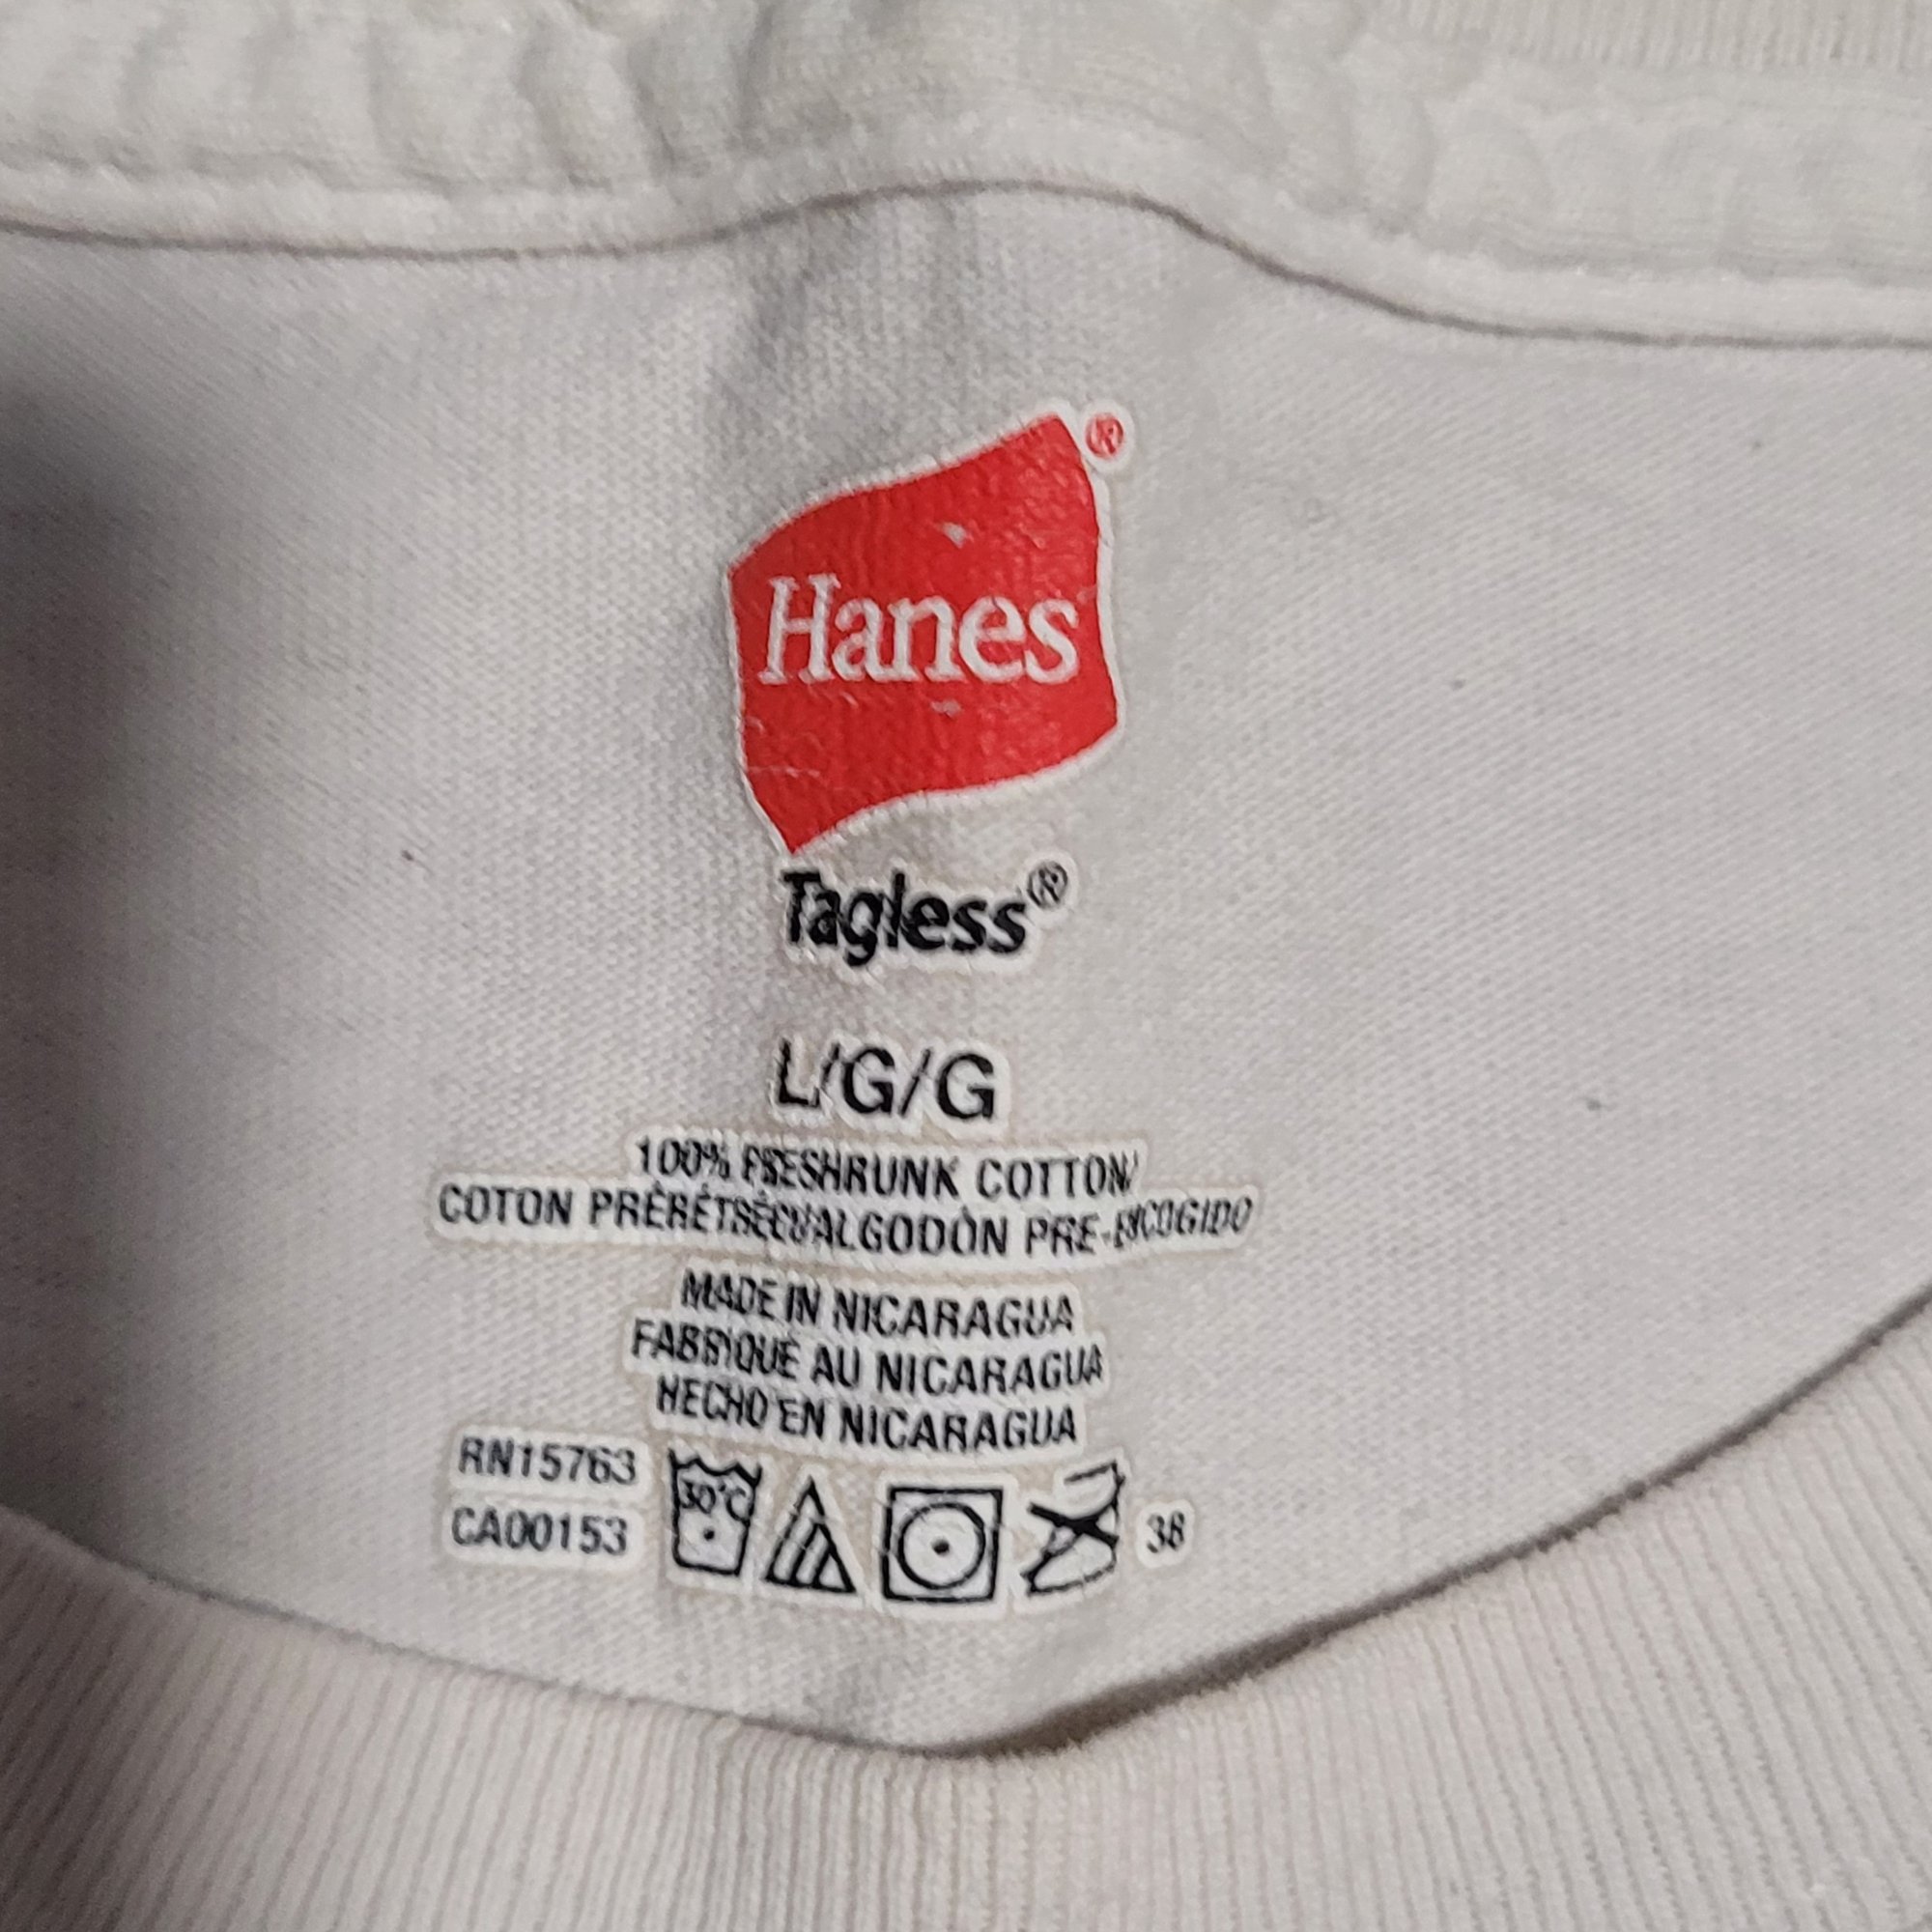 Hanes®
Tagless®
L/G/G
100% PRESHRUNK COTTON/
COTON PRÉRÉTRÉCI/ALGODÓN PRE-ENCOGIDO
MADE IN NICARAGUA
FABRIQUÉ AU NICARAGUA
HECHO EN NICARAGUA
RN15763
CA00153
30°C
38